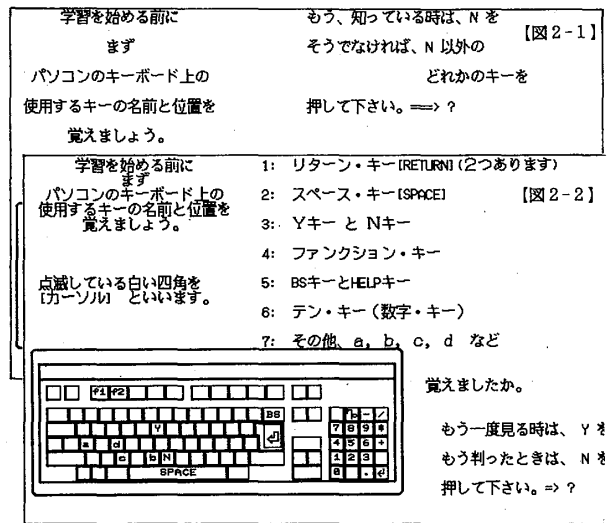 学習を始める前に
まず
パソコンのキーボード上の
使用するキーの名前と位置を
覚えましょう。
もう、知っている時は、N を
そうでなければ、N 以外の
どれかのキーを
押して下さい。==> ?
【図2-1】
学習を始める前に
まず
パソコンのキーボード上の
使用するキーの名前と位置を
覚えましょう。
点滅している白い四角を
[カーソル] といいます。
1: リターン・キー[RETURN](2つあります)
2: スペース・キー[SPACE]
3: Yキー と Nキー
4: ファンクション・キー
5: BSキーとHELPキー
6: テン・キー(数字・キー)
7: その他、a, b, c, d など
【図2-2】
f1 f2
BS
Y
a d
c b N
SPACE
- /
7 8 9 *
4 5 6 +
1 2 3
0 .
覚えましたか。
もう一度見る時は、 Y を
もう判ったときは、 N を
押して下さい。=> ?